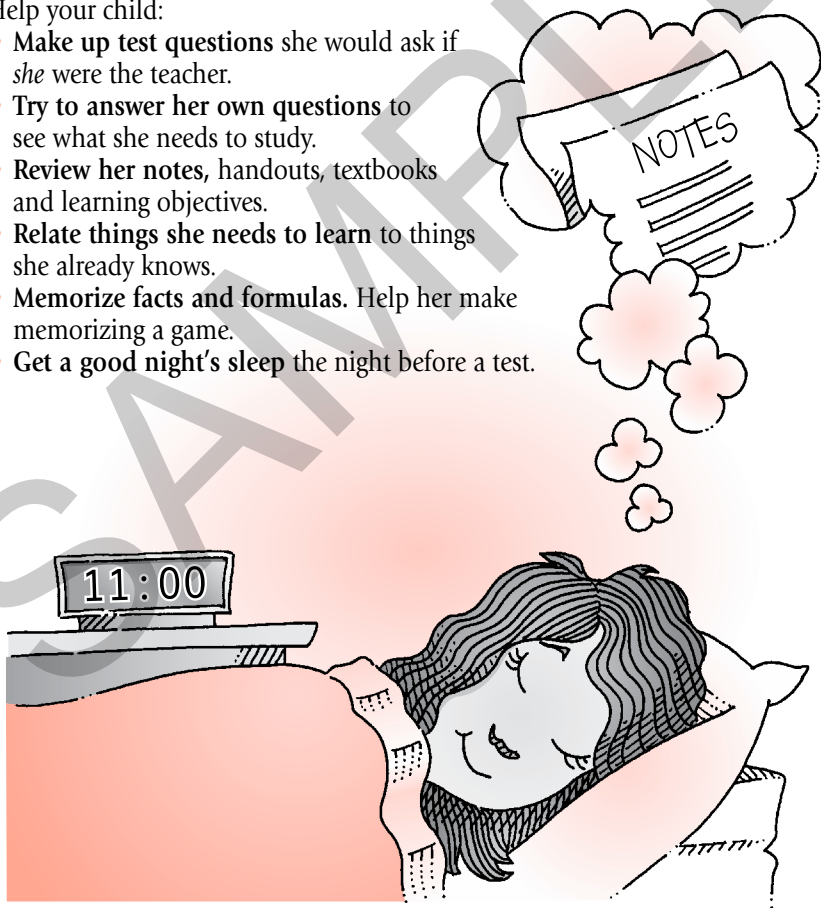 Help your child:
• Make up test questions she would ask if
she were the teacher.
• Try to answer her own questions to
see what she needs to study.
• Review her notes, handouts, textbooks
and learning objectives.
• Relate things she needs to learn to things
she already knows.
• Memorize facts and formulas. Help her make
memorizing a game.
• Get a good night's sleep the night before a test.
NOTES
11:00
SAMPLE